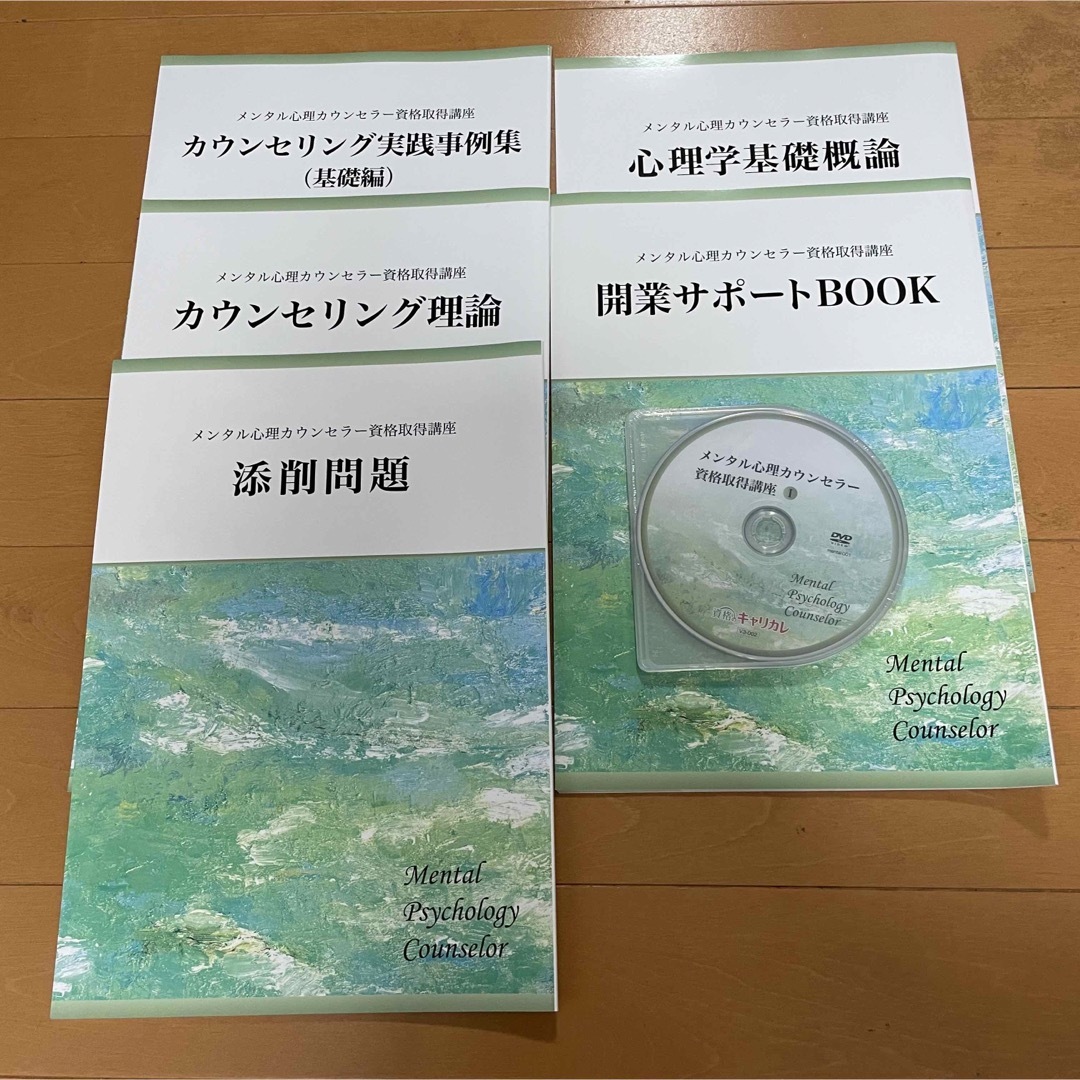 メンタル心理カウンセラー資格取得講座
カウンセリング実践事例集
(基礎編)
メンタル心理カウンセラー資格取得講座
心理学基礎概論
メンタル心理カウンセラー資格取得講座
カウンセリング理論
メンタル心理カウンセラー資格取得講座
開業サポートBOOK
メンタル心理カウンセラー資格取得講座
添削問題
メンタル心理カウンセラー
資格取得講座 1
DVD
VIDEO
Mental
Psychology
Counselor
資格のキャリカレ
V3-002
Mental
Psychology
Counselor
Mental
Psychology
Counselor